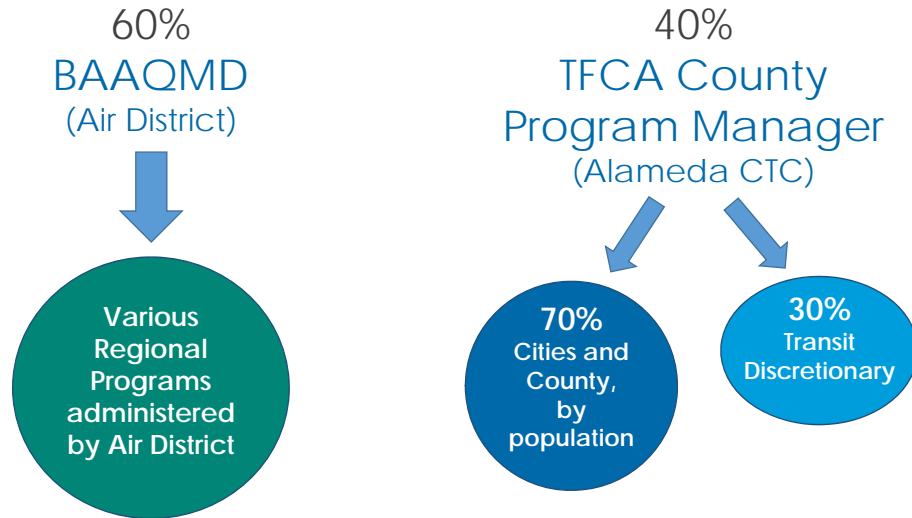 60%
BAAQMD
(Air District)
Various
Regional
Programs
administered
by Air District
40%
TFCA County
Program Manager
(Alameda CTC)
70%
Cities and
County,
by
population
30%
Transit
Discretionary